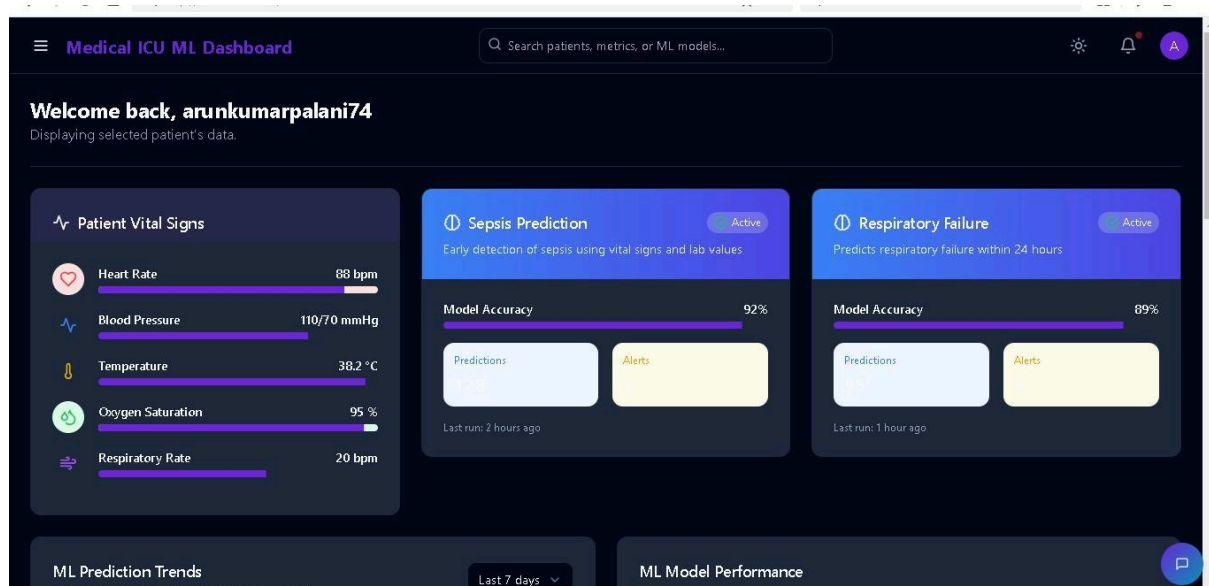 Medical ICU ML Dashboard
Search patients, metrics, or ML models...
A
Welcome back, arunkumarpalani74
Displaying selected patient's data.
Patient Vital Signs
Heart Rate 88 bpm
Blood Pressure 110/70 mmHg
Temperature 38.2 °C
Oxygen Saturation 95 %
Respiratory Rate 20 bpm
Sepsis Prediction Active
Early detection of sepsis using vital signs and lab values
Model Accuracy 92%
Predictions Alerts
Last run: 2 hours ago
Respiratory Failure Active
Predicts respiratory failure within 24 hours
Model Accuracy 89%
Predictions Alerts
Last run: 1 hour ago
ML Prediction Trends
Last 7 days
ML Model Performance